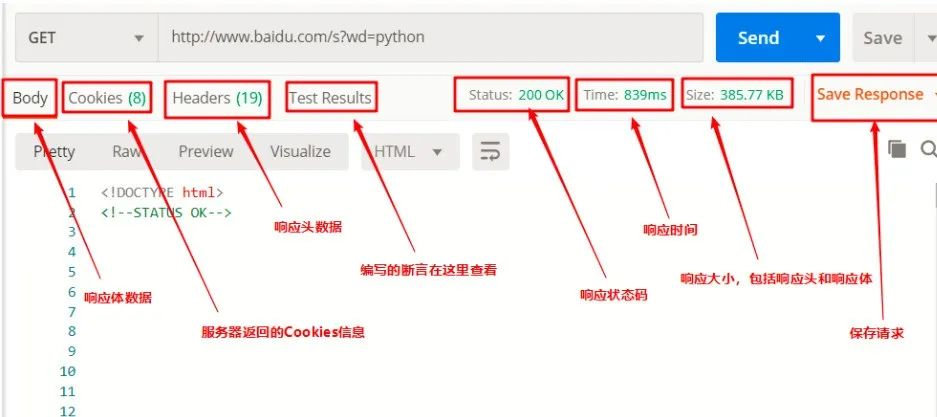 GET http://www.baidu.com/s?wd=python Send Save
Body Cookies (8) Headers (19) Test Results Status: 200 OK Time: 839ms Size: 385.77 KB Save Response
Pretty Raw Preview Visualize HTML
1 <!DOCTYPE html>
2 <!--STATUS OK-->
3
4
5
6
7
8
9
10
11
12
响应头数据
响应时间
编写的断言在这里查看
响应大小，包括响应头和响应体
响应体数据
响应状态码
服务器返回的Cookies信息
保存请求